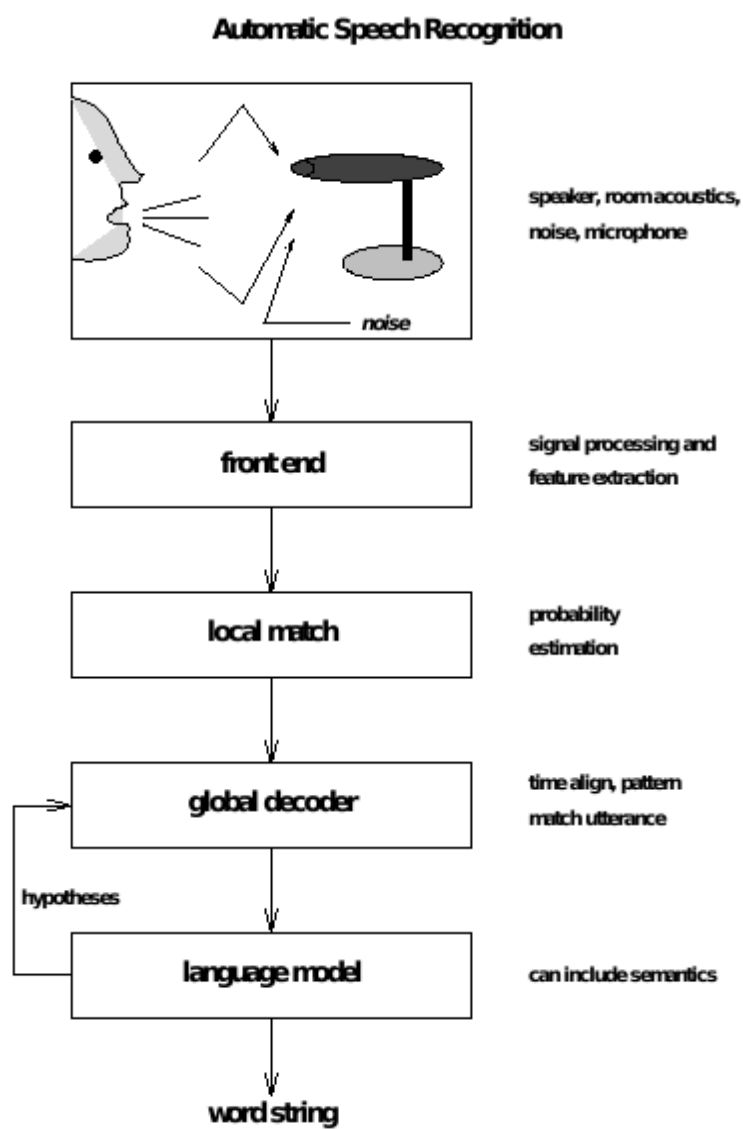 Automatic Speech Recognition
speaker, room acoustics,
noise, microphone
noise
front end
signal processing and
feature extraction
local match
probability
estimation
global decoder
time align, pattern
match utterance
hypotheses
language model
can include semantics
word string